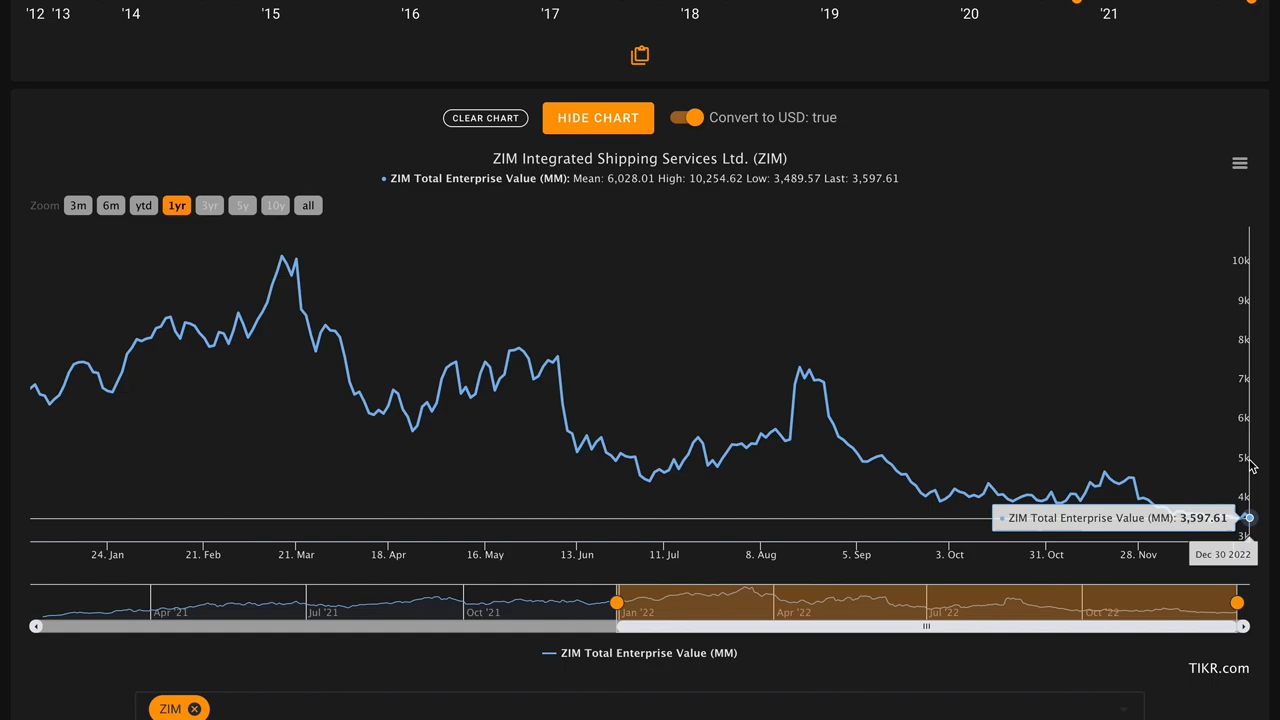 '12 '13 '14 '15 '16 '17 '18 '19 '20 '21
CLEAR CHART HIDE CHART Convert to USD: true
ZIM Integrated Shipping Services Ltd. (ZIM)
ZIM Total Enterprise Value (MM): Mean: 6,028.01 High: 10,254.62 Low: 3,489.57 Last: 3,597.61
Zoom 3m 6m ytd 1yr 3yr 5y 10y all
10k
9k
8k
7k
6k
5k
4k
ZIM Total Enterprise Value (MM): 3,597.61
24. Jan 21. Feb 21. Mar 18. Apr 16. May 13. Jun 11. Jul 8. Aug 5. Sep 3. Oct 31. Oct 28. Nov Dec 30 2022
Apr '21 Jul '21 Oct '21 Jan '22 Apr '22 Jul '22 Oct '22
ZIM Total Enterprise Value (MM)
TIKR.com
ZIM